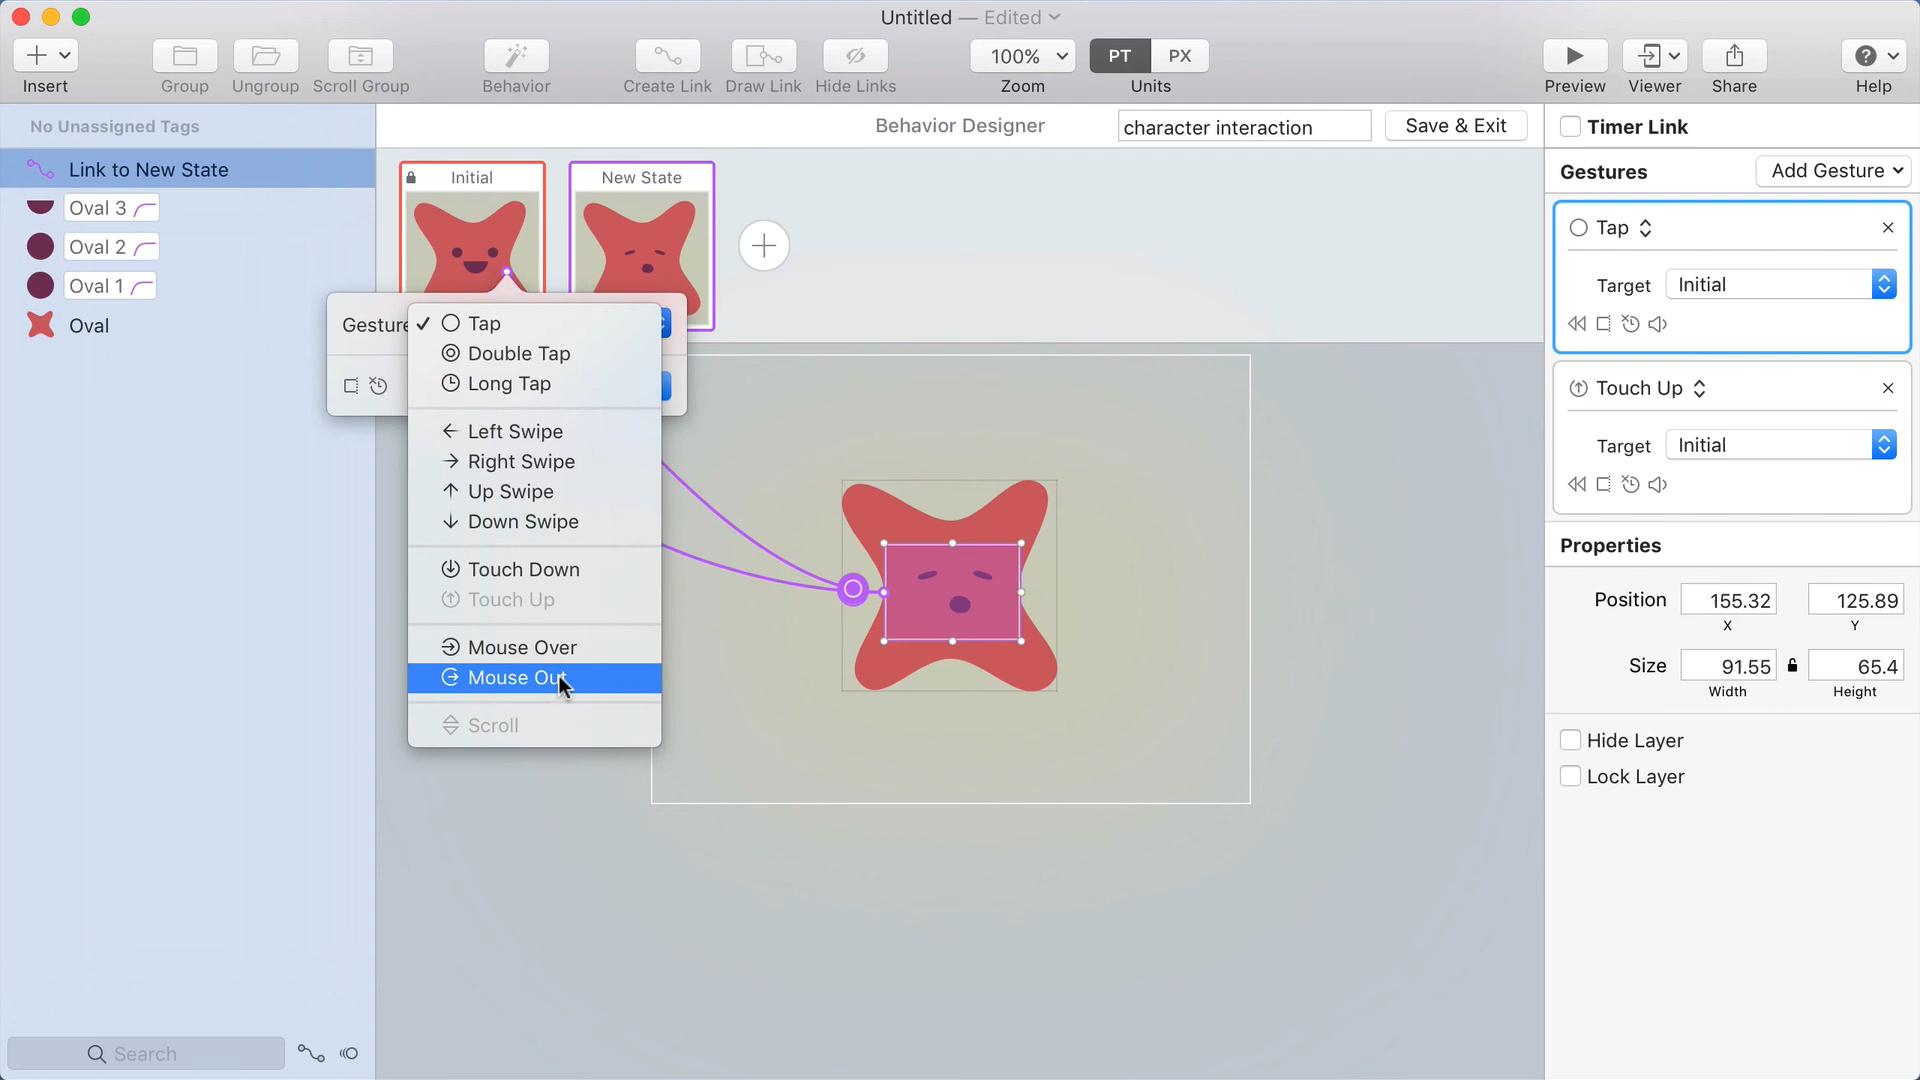 Untitled — Edited
100%
PT
PX
Insert
Group
Ungroup
Scroll Group
Behavior
Create Link
Draw Link
Hide Links
Zoom
Units
Preview
Viewer
Share
Help
No Unassigned Tags
Behavior Designer
character interaction
Save & Exit
Timer Link
Link to New State
Oval 3
Oval 2
Oval 1
Oval
Initial
New State
Gesture
Tap
Double Tap
Long Tap
Left Swipe
Right Swipe
Up Swipe
Down Swipe
Touch Down
Touch Up
Mouse Over
Mouse Out
Scroll
Gestures
Add Gesture
Tap
Target
Initial
Touch Up
Target
Initial
Properties
Position
155.32
125.89
X
Y
Size
91.55
65.4
Width
Height
Hide Layer
Lock Layer
Search